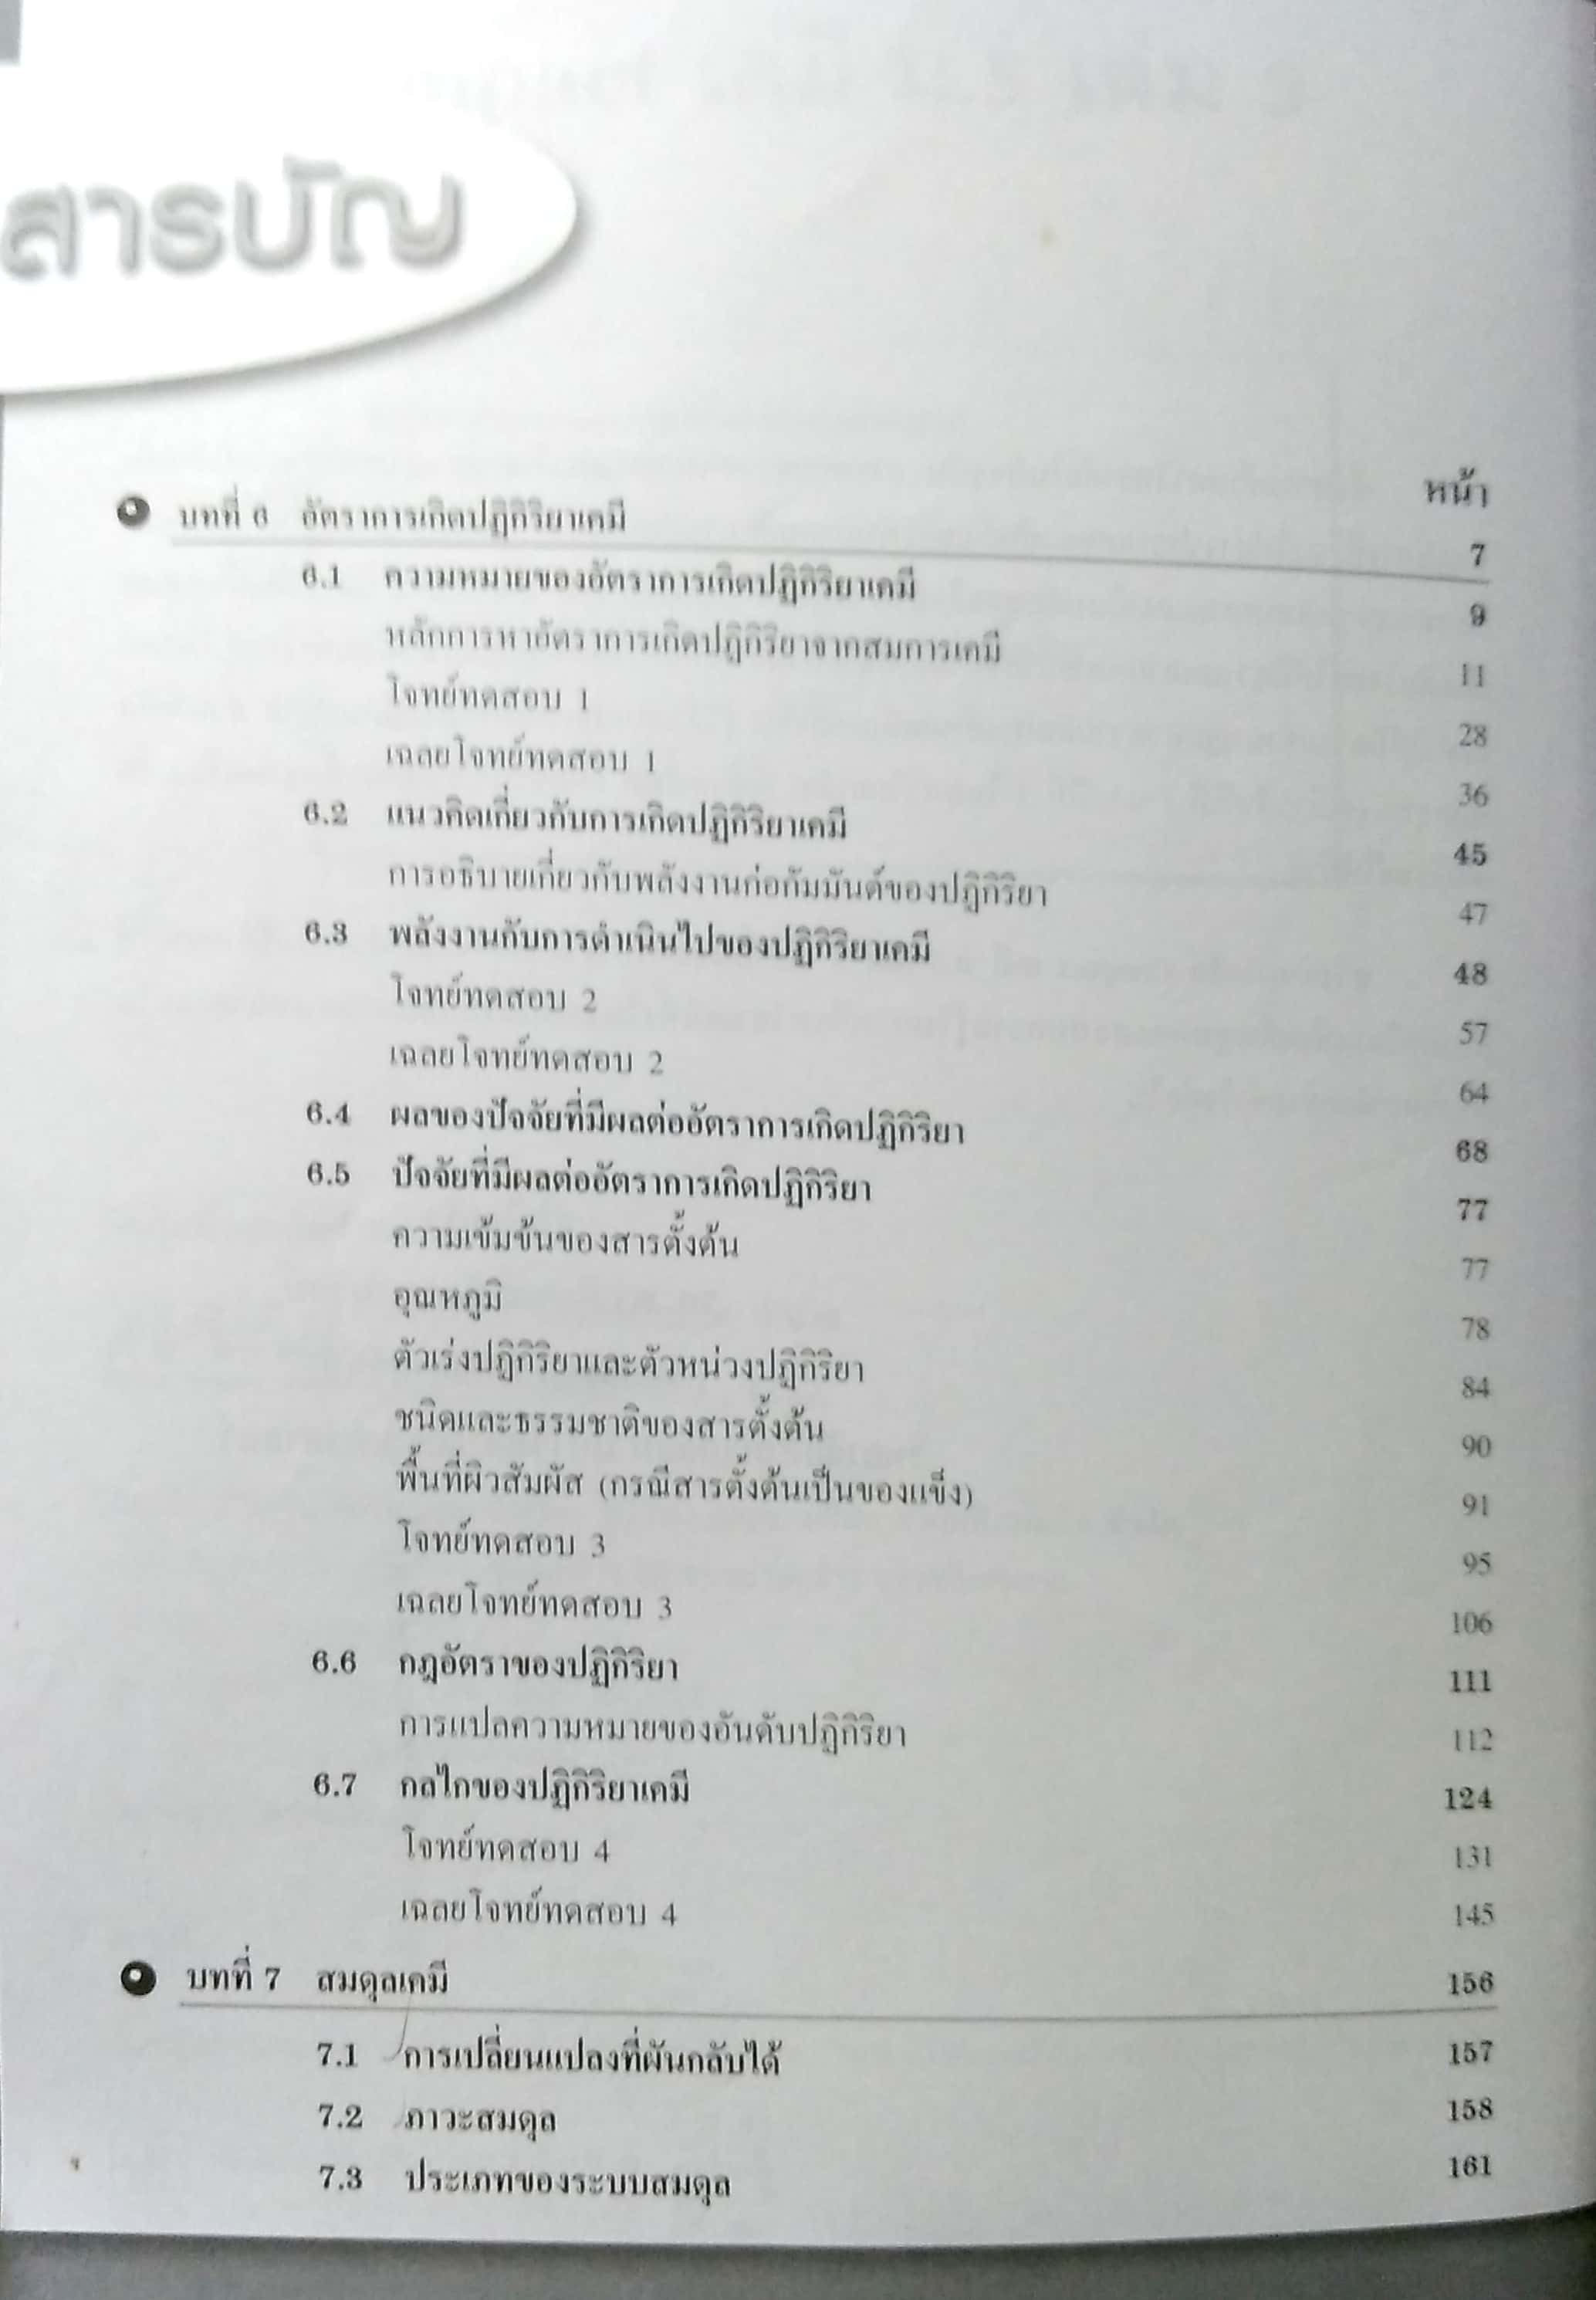 สารบัญ
หน้า
บทที่ 6 อัตราการเกิดปฏิกิริยาเคมี 7
6.1 ความหมายของอัตราการเกิดปฏิกิริยาเคมี 9
หลักการหาอัตราการเกิดปฏิกิริยาจากสมการเคมี 11
โจทย์ทดสอบ 1 28
เฉลยโจทย์ทดสอบ 1 36
6.2 แนวคิดเกี่ยวกับการเกิดปฏิกิริยาเคมี 45
การอธิบายเกี่ยวกับพลังงานก่อกัมมันต์ของปฏิกิริยา 47
6.3 พลังงานกับการดำเนินไปของปฏิกิริยาเคมี 48
โจทย์ทดสอบ 2 57
เฉลยโจทย์ทดสอบ 2 64
6.4 ผลของปัจจัยที่มีผลต่ออัตราการเกิดปฏิกิริยา 68
6.5 ปัจจัยที่มีผลต่ออัตราการเกิดปฏิกิริยา 77
ความเข้มข้นของสารตั้งต้น 77
อุณหภูมิ 78
ตัวเร่งปฏิกิริยาและตัวหน่วงปฏิกิริยา 84
ชนิดและธรรมชาติของสารตั้งต้น 90
พื้นที่ผิวสัมผัส (กรณีสารตั้งต้นเป็นของแข็ง) 91
โจทย์ทดสอบ 3 95
เฉลยโจทย์ทดสอบ 3 106
6.6 กฎอัตราของปฏิกิริยา 111
การแปลความหมายของอันดับปฏิกิริยา 112
6.7 กลไกของปฏิกิริยาเคมี 124
โจทย์ทดสอบ 4 131
เฉลยโจทย์ทดสอบ 4 145
บทที่ 7 สมดุลเคมี 156
7.1 การเปลี่ยนแปลงที่ผันกลับได้ 157
7.2 ภาวะสมดุล 158
7.3 ประเภทของระบบสมดุล 161